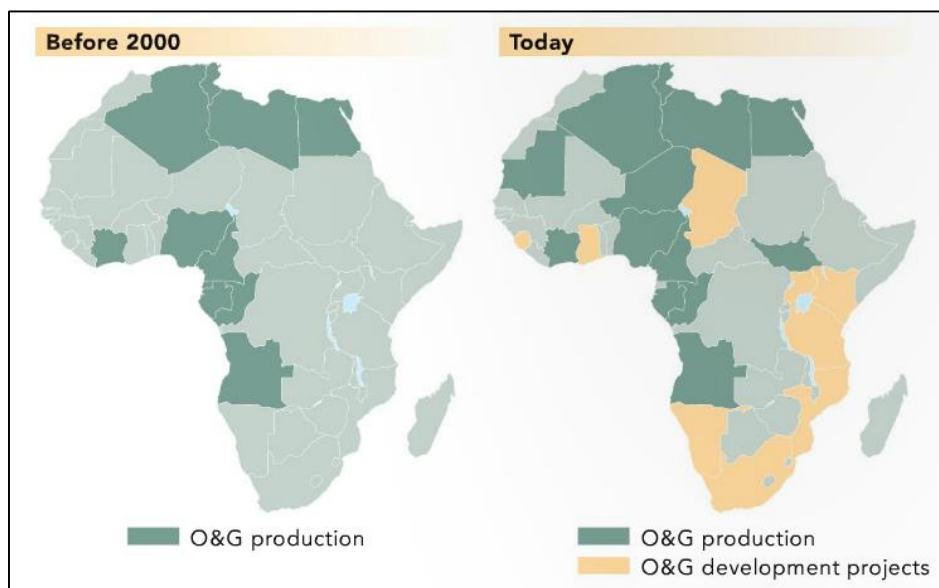 Before 2000
Today
O&G production
O&G production
O&G development projects